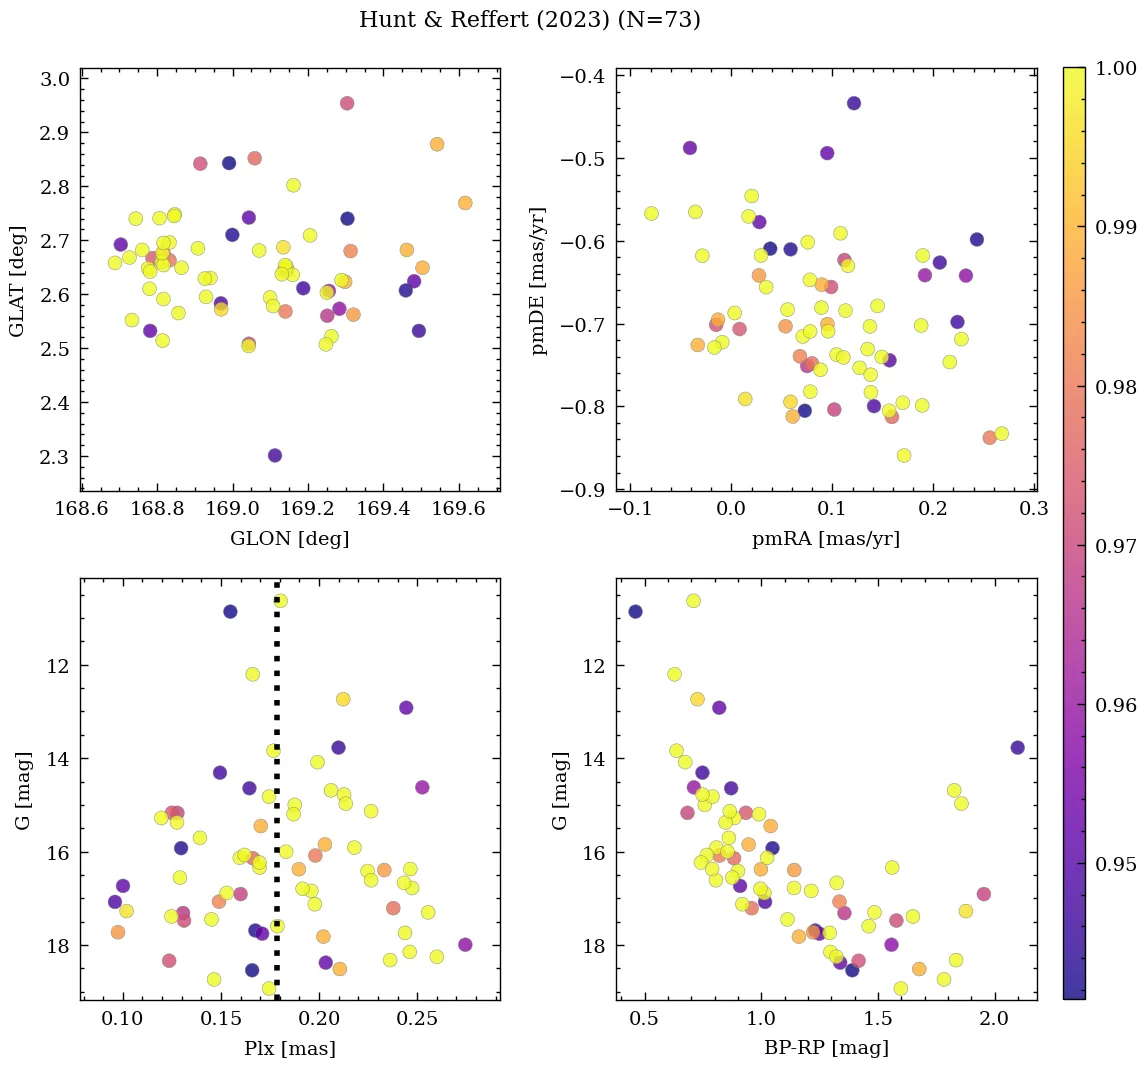 Hunt & Reffert (2023) (N=73)
3.0
2.9
2.8
2.7
2.6
2.5
2.4
2.3
GLAT [deg]
168.6 168.8 169.0 169.2 169.4 169.6
GLON [deg]
−0.4
−0.5
−0.6
−0.7
−0.8
−0.9
pmDE [mas/yr]
−0.1 0.0 0.1 0.2 0.3
pmRA [mas/yr]
12
14
16
18
G [mag]
0.10 0.15 0.20 0.25
Plx [mas]
12
14
16
18
G [mag]
0.5 1.0 1.5 2.0
BP-RP [mag]
1.00
0.99
0.98
0.97
0.96
0.95